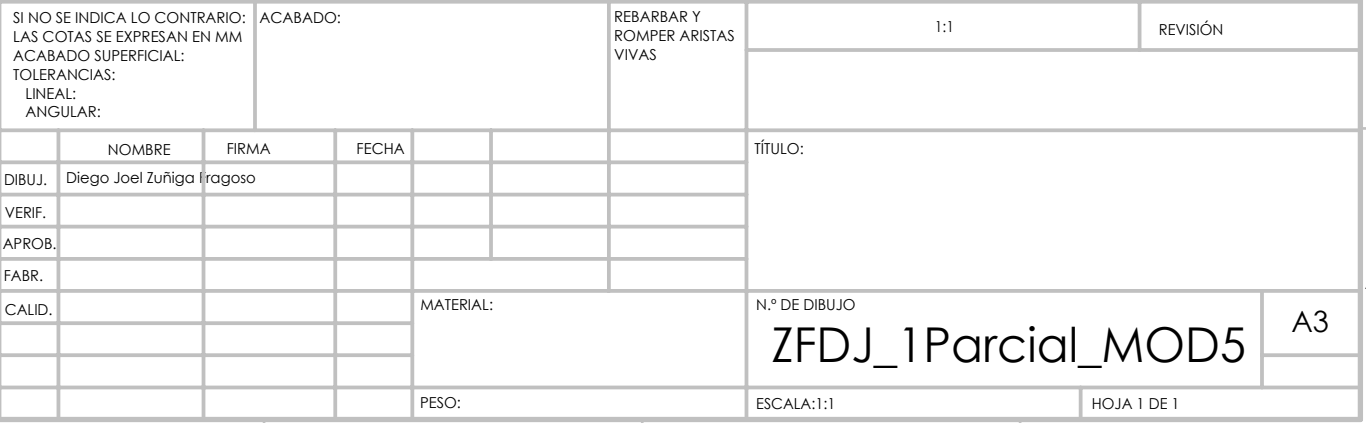 SI NO SE INDICA LO CONTRARIO:
LAS COTAS SE EXPRESAN EN MM
ACABADO SUPERFICIAL:
TOLERANCIAS:
LINEAL:
ANGULAR:
ACABADO:
REBARBAR Y
ROMPER ARISTAS
VIVAS
1:1
REVISIÓN
NOMBRE FIRMA FECHA
TÍTULO:
DIBUJ. Diego Joel Zuñiga Fragoso
VERIF.
APROB.
FABR.
CALID.
MATERIAL:
N.º DE DIBUJO
ZFDJ_1Parcial_MOD5
A3
PESO:
ESCALA:1:1
HOJA 1 DE 1